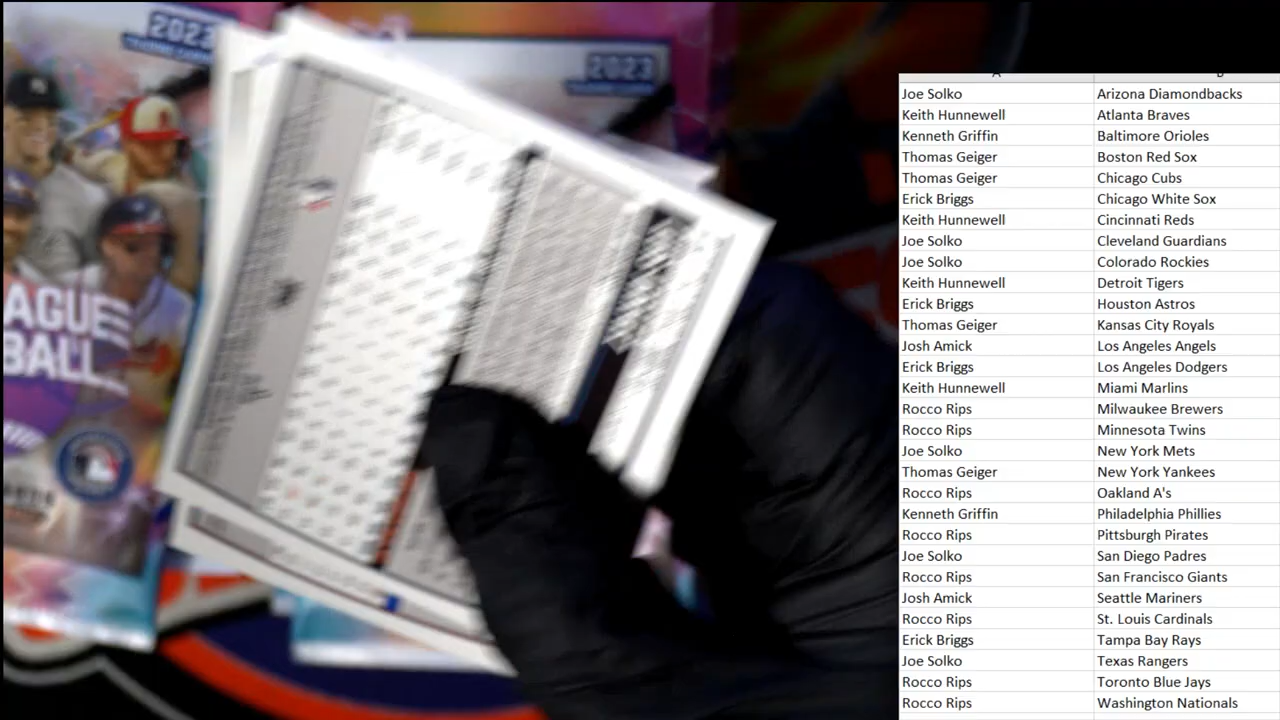 2023
2023
AGUE
BALL
A B
Joe Solko Arizona Diamondbacks
Keith Hunnewell Atlanta Braves
Kenneth Griffin Baltimore Orioles
Thomas Geiger Boston Red Sox
Thomas Geiger Chicago Cubs
Erick Briggs Chicago White Sox
Keith Hunnewell Cincinnati Reds
Joe Solko Cleveland Guardians
Joe Solko Colorado Rockies
Keith Hunnewell Detroit Tigers
Erick Briggs Houston Astros
Thomas Geiger Kansas City Royals
Josh Amick Los Angeles Angels
Erick Briggs Los Angeles Dodgers
Keith Hunnewell Miami Marlins
Rocco Rips Milwaukee Brewers
Rocco Rips Minnesota Twins
Joe Solko New York Mets
Thomas Geiger New York Yankees
Rocco Rips Oakland A's
Kenneth Griffin Philadelphia Phillies
Rocco Rips Pittsburgh Pirates
Joe Solko San Diego Padres
Rocco Rips San Francisco Giants
Josh Amick Seattle Mariners
Rocco Rips St. Louis Cardinals
Erick Briggs Tampa Bay Rays
Joe Solko Texas Rangers
Rocco Rips Toronto Blue Jays
Rocco Rips Washington Nationals